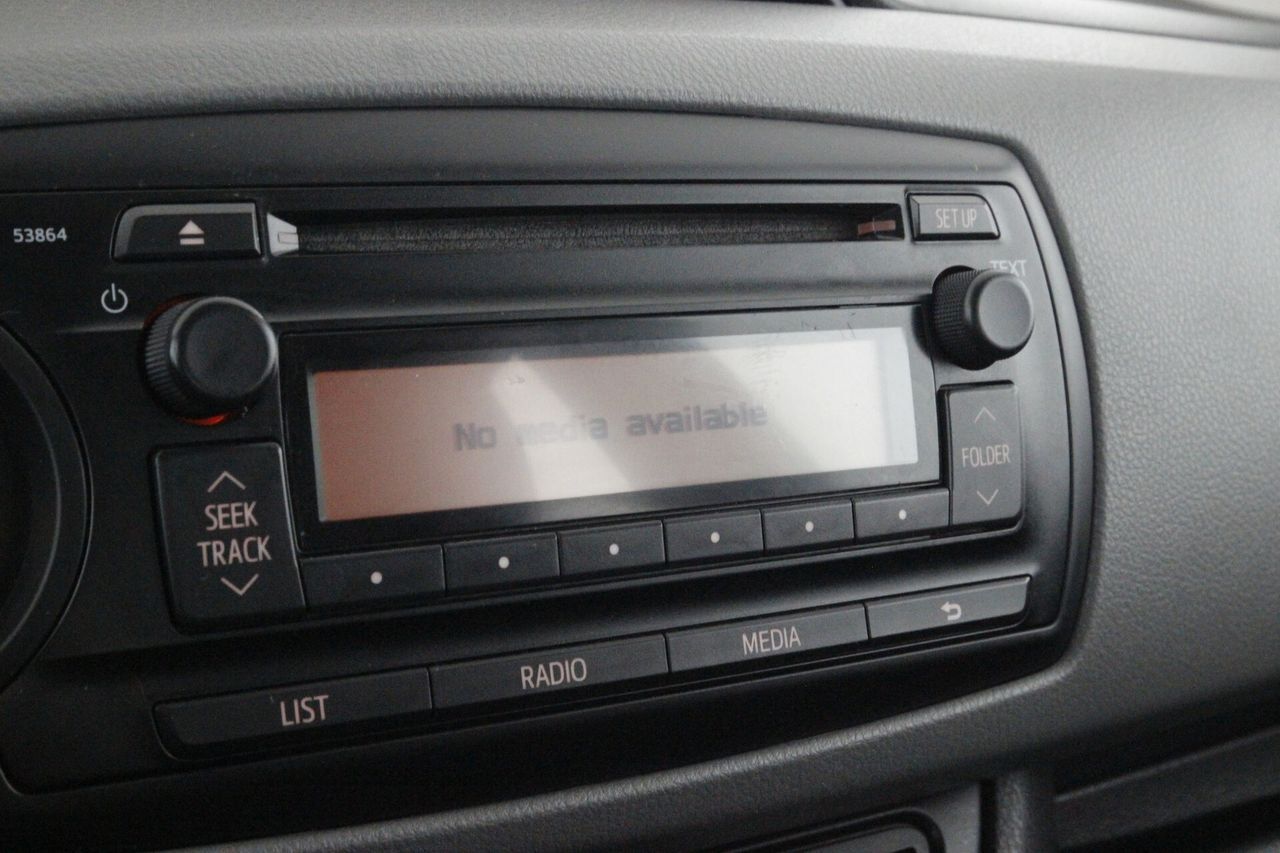 53864
SET UP
TEXT
No media available
SEEK
TRACK
FOLDER
LIST
RADIO
MEDIA